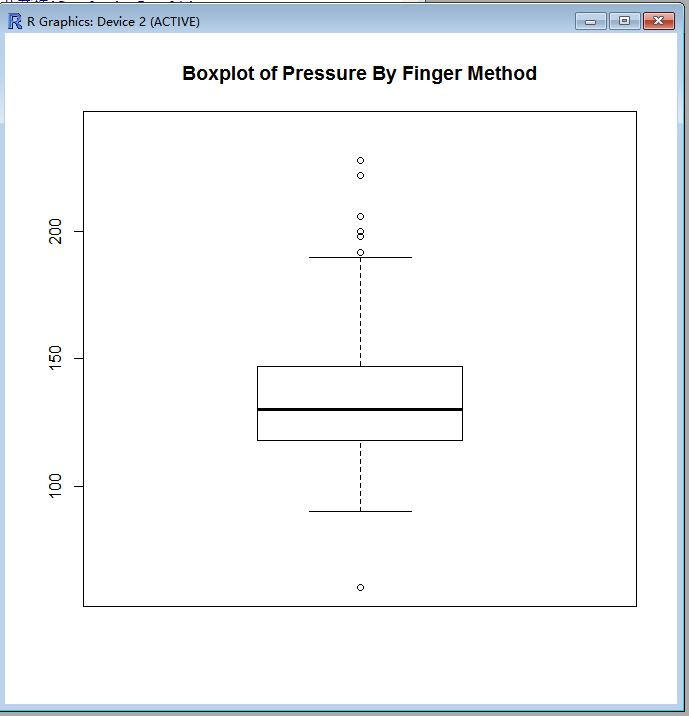 R Graphics: Device 2 (ACTIVE)
Boxplot of Pressure By Finger Method
200
150
100